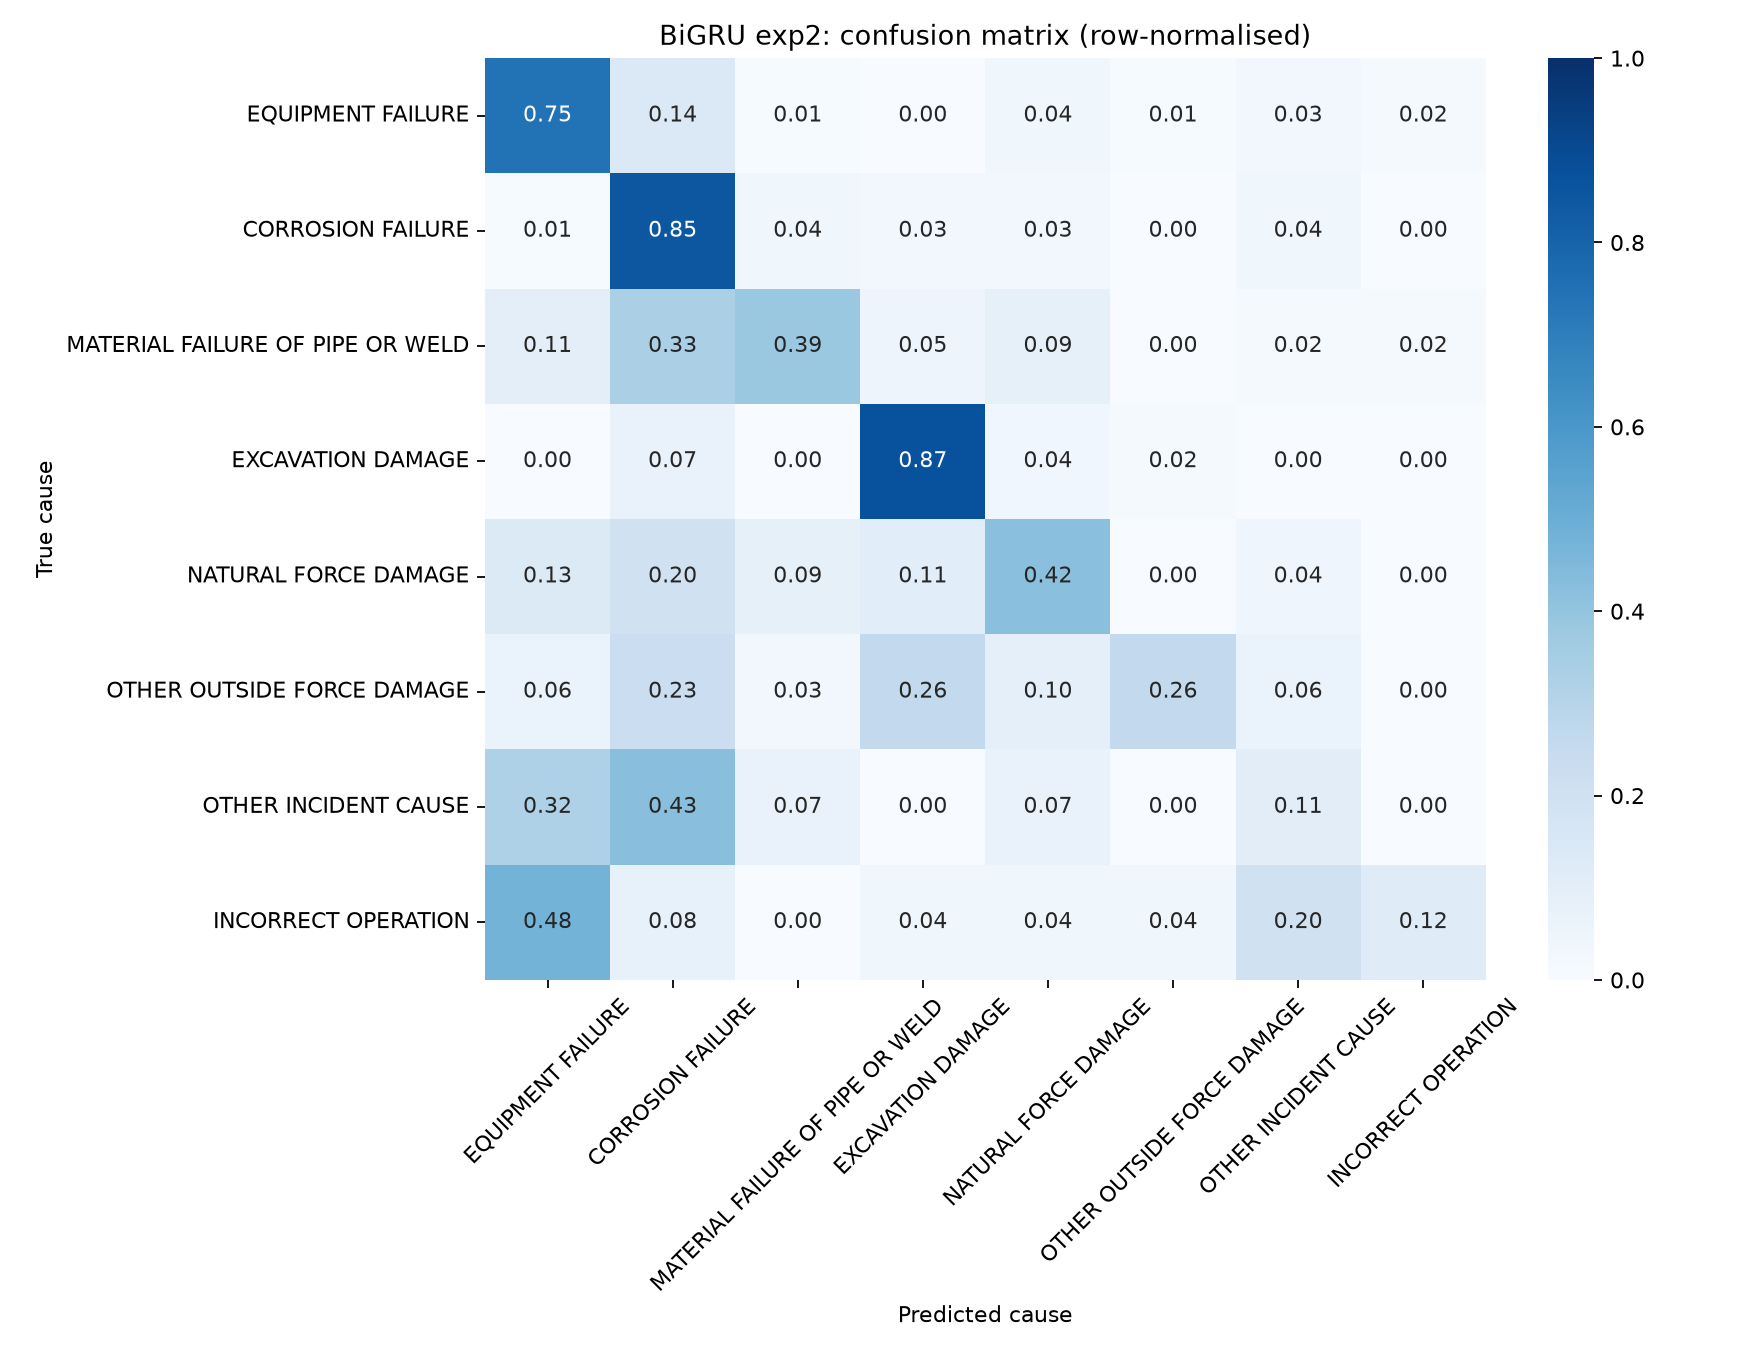 BiGRU exp2: confusion matrix (row-normalised)
EQUIPMENT FAILURE 0.75 0.14 0.01 0.00 0.04 0.01 0.03 0.02
CORROSION FAILURE 0.01 0.85 0.04 0.03 0.03 0.00 0.04 0.00
MATERIAL FAILURE OF PIPE OR WELD 0.11 0.33 0.39 0.05 0.09 0.00 0.02 0.02
EXCAVATION DAMAGE 0.00 0.07 0.00 0.87 0.04 0.02 0.00 0.00
NATURAL FORCE DAMAGE 0.13 0.20 0.09 0.11 0.42 0.00 0.04 0.00
OTHER OUTSIDE FORCE DAMAGE 0.06 0.23 0.03 0.26 0.10 0.26 0.06 0.00
OTHER INCIDENT CAUSE 0.32 0.43 0.07 0.00 0.07 0.00 0.11 0.00
INCORRECT OPERATION 0.48 0.08 0.00 0.04 0.04 0.04 0.20 0.12
True cause
EQUIPMENT FAILURE
CORROSION FAILURE
MATERIAL FAILURE OF PIPE OR WELD
EXCAVATION DAMAGE
NATURAL FORCE DAMAGE
OTHER OUTSIDE FORCE DAMAGE
OTHER INCIDENT CAUSE
INCORRECT OPERATION
Predicted cause
1.0
0.8
0.6
0.4
0.2
0.0